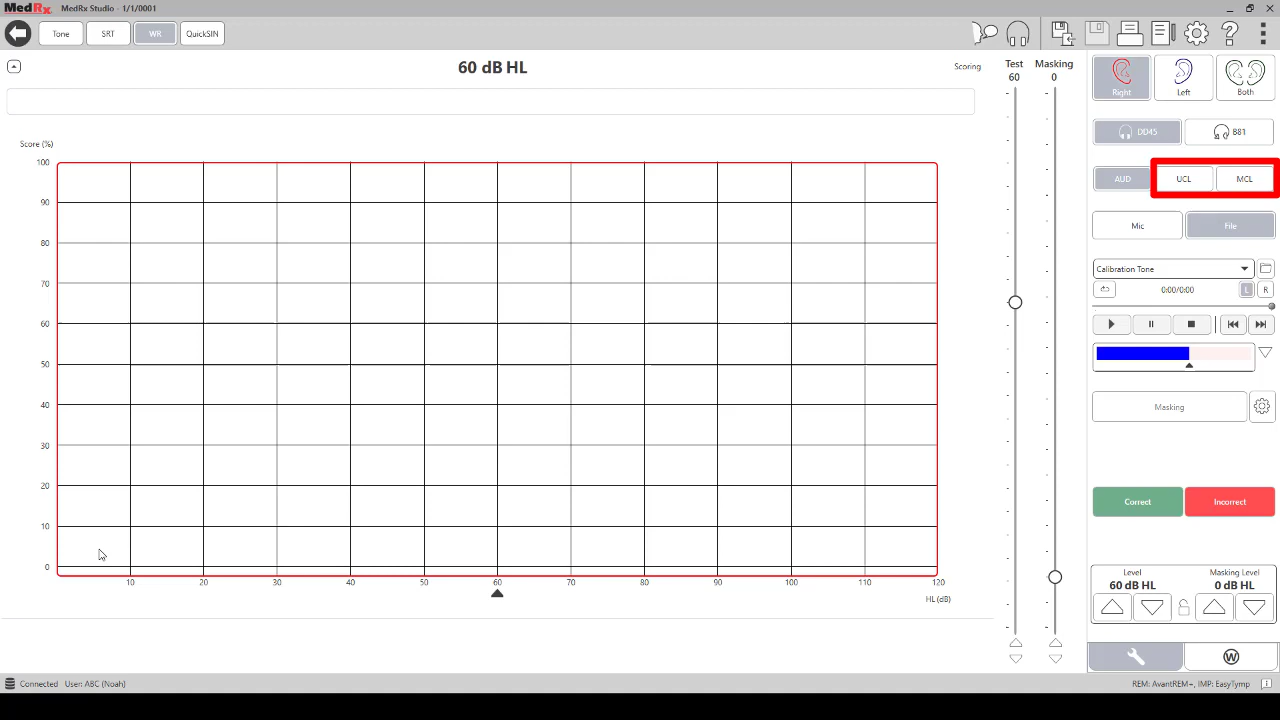 MedRx MedRx Studio - 1/1/0001
Tone SRT WR QuickSIN
60 dB HL
Scoring
Score (%)
100
90
80
70
60
50
40
30
20
10
0
10 20 30 40 50 60 70 80 90 100 110 120
HL (dB)
Test Masking
60 0
Right Left Both
DD45 B81
AUD UCL MCL
Mic File
Calibration Tone
0:00/0:00 L R
Masking
Correct Incorrect
Level Masking Level
60 dB HL 0 dB HL
W
Connected User: ABC (Noah) REM: AvantREM+, IMP: EasyTymp